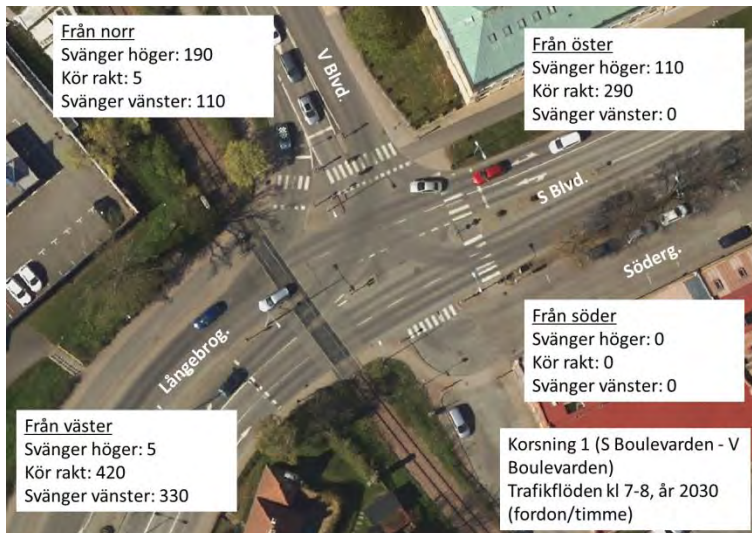 Från norr
Svänger höger: 190
Kör rakt: 5
Svänger vänster: 110
V Blvd.
Från öster
Svänger höger: 110
Kör rakt: 290
Svänger vänster: 0
S Blvd.
Söderg.
Långebrog.
Från söder
Svänger höger: 0
Kör rakt: 0
Svänger vänster: 0
Från väster
Svänger höger: 5
Kör rakt: 420
Svänger vänster: 330
Korsning 1 (S Boulevarden - V
Boulevarden)
Trafikflöden kl 7-8, år 2030
(fordon/timme)